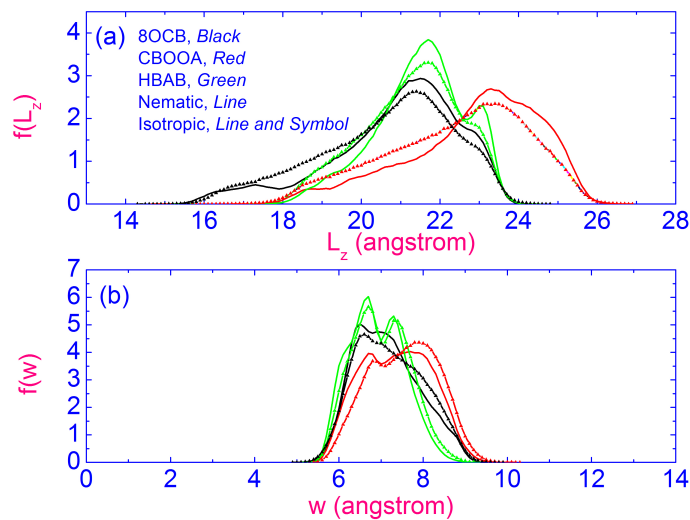 (a)
8OCB, Black
CBOOA, Red
HBAB, Green
Nematic, Line
Isotropic, Line and Symbol
f(L_z)
0 1 2 3 4
14 16 18 20 22 24 26 28
L_z (angstrom)
(b)
f(w)
0 1 2 3 4 5 6 7
0 2 4 6 8 10 12 14
w (angstrom)